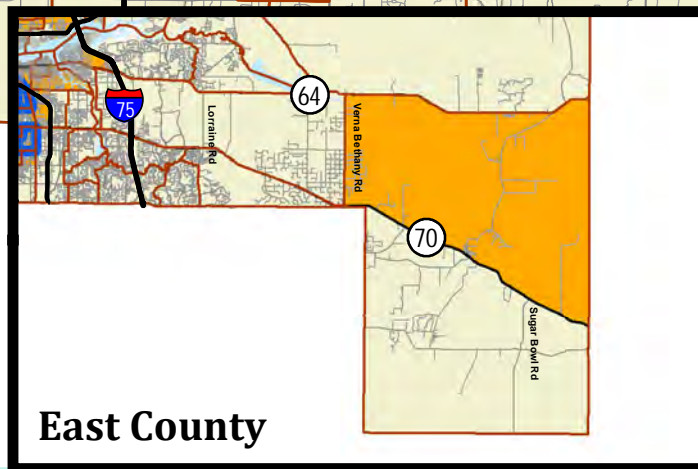 64
75
Lorraine Rd
Verna Bethany Rd
70
Sugar Bowl Rd
East County